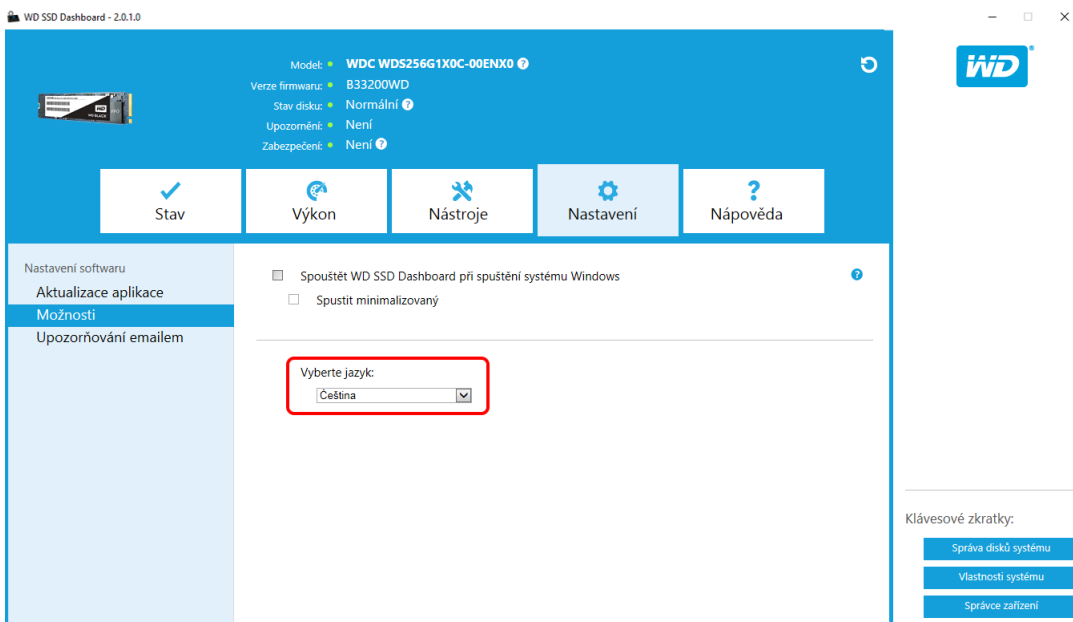 WD SSD Dashboard - 2.0.1.0
WD®
Model: WDC WDS256G1X0C-00ENX0 ?
Verze firmwaru: B33200WD
Stav disku: Normální ?
Upozornění: Není
Zabezpečení: Není ?
Stav
Výkon
Nástroje
Nastavení
Nápověda
Nastavení softwaru
Aktualizace aplikace
Možnosti
Upozorňování emailem
Spouštět WD SSD Dashboard při spuštění systému Windows ?
Spustit minimalizovaný
Vyberte jazyk:
Čeština
Klávesové zkratky:
Správa disků systému
Vlastnosti systému
Správce zařízení